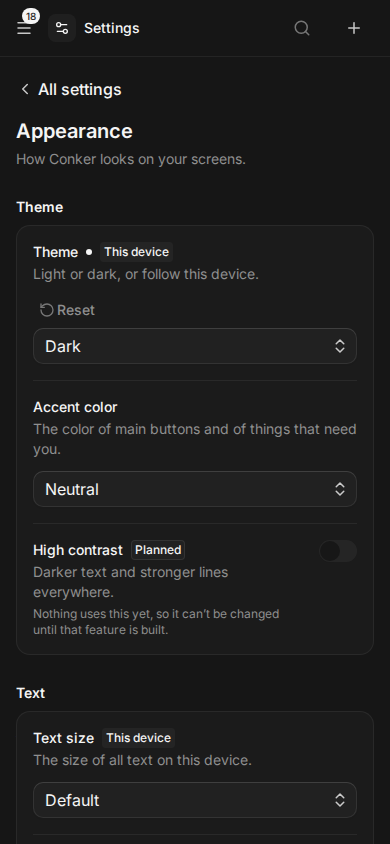 18
Settings
All settings
Appearance
How Conker looks on your screens.
Theme
Theme This device
Light or dark, or follow this device.
Reset
Dark
Accent color
The color of main buttons and of things that need
you.
Neutral
High contrast Planned
Darker text and stronger lines
everywhere.
Nothing uses this yet, so it can’t be changed
until that feature is built.
Text
Text size This device
The size of all text on this device.
Default